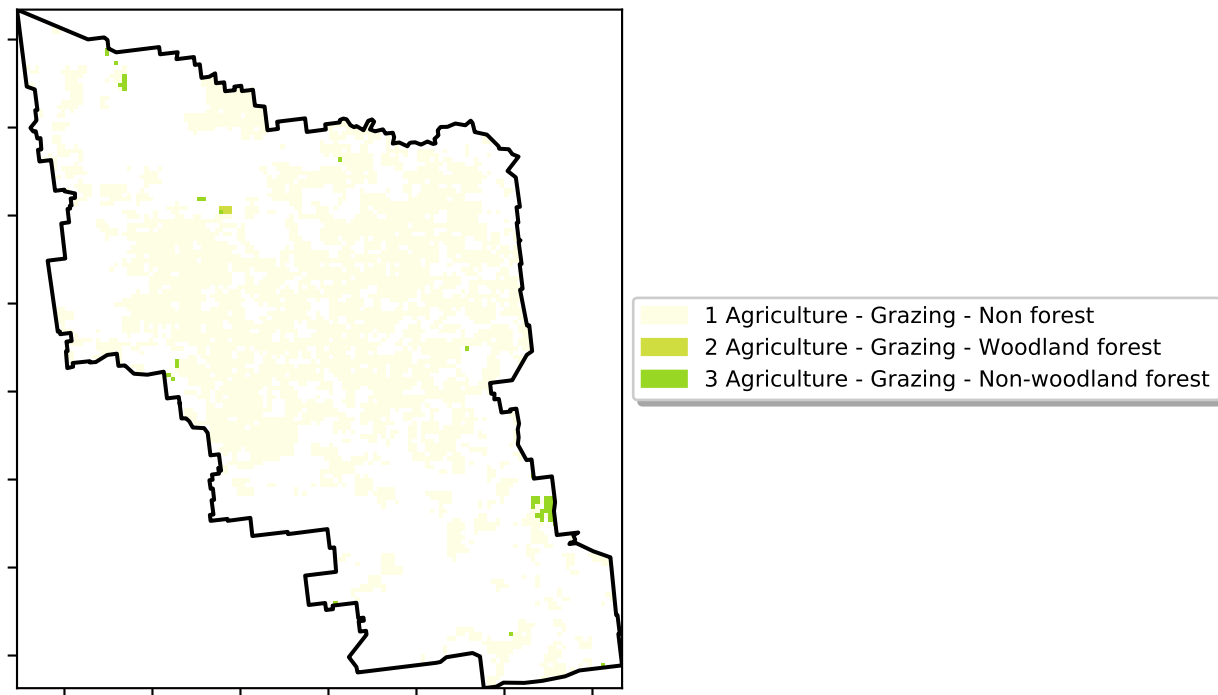 1 Agriculture - Grazing - Non forest
2 Agriculture - Grazing - Woodland forest
3 Agriculture - Grazing - Non-woodland forest